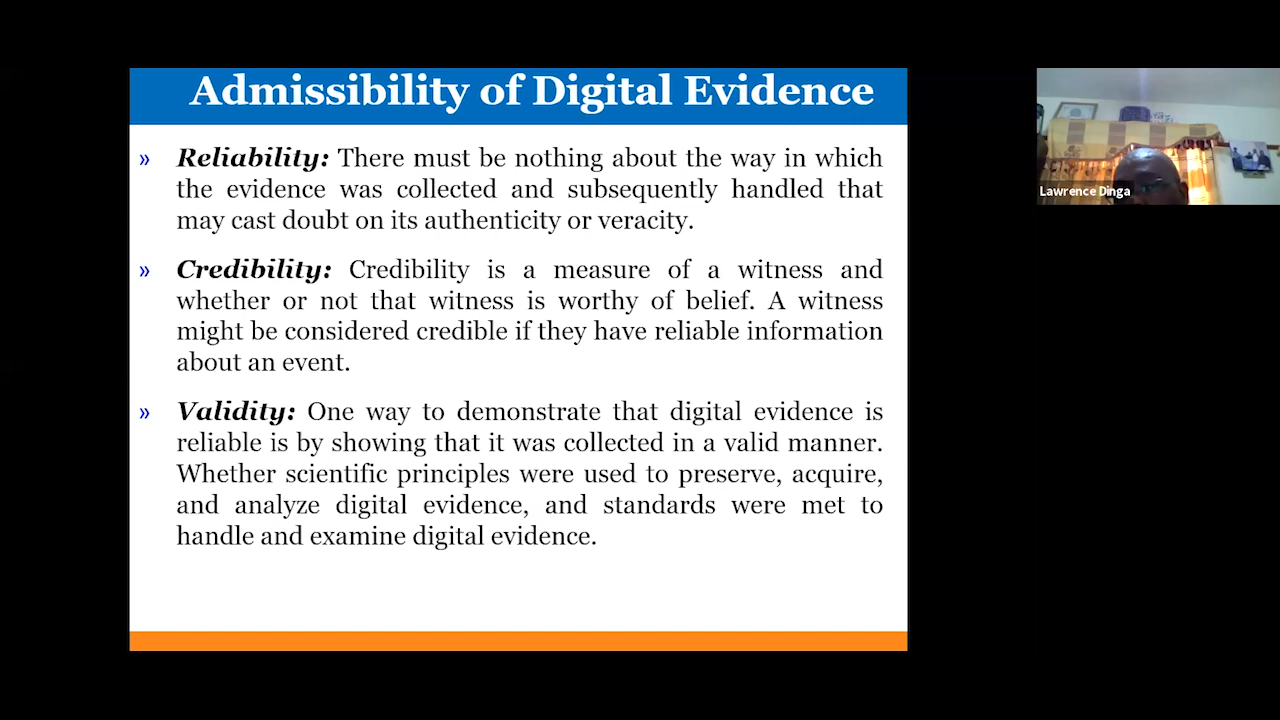 Admissibility of Digital Evidence
» Reliability: There must be nothing about the way in which
the evidence was collected and subsequently handled that
may cast doubt on its authenticity or veracity.
» Credibility: Credibility is a measure of a witness and
whether or not that witness is worthy of belief. A witness
might be considered credible if they have reliable information
about an event.
» Validity: One way to demonstrate that digital evidence is
reliable is by showing that it was collected in a valid manner.
Whether scientific principles were used to preserve, acquire,
and analyze digital evidence, and standards were met to
handle and examine digital evidence.
Lawrence Dinga